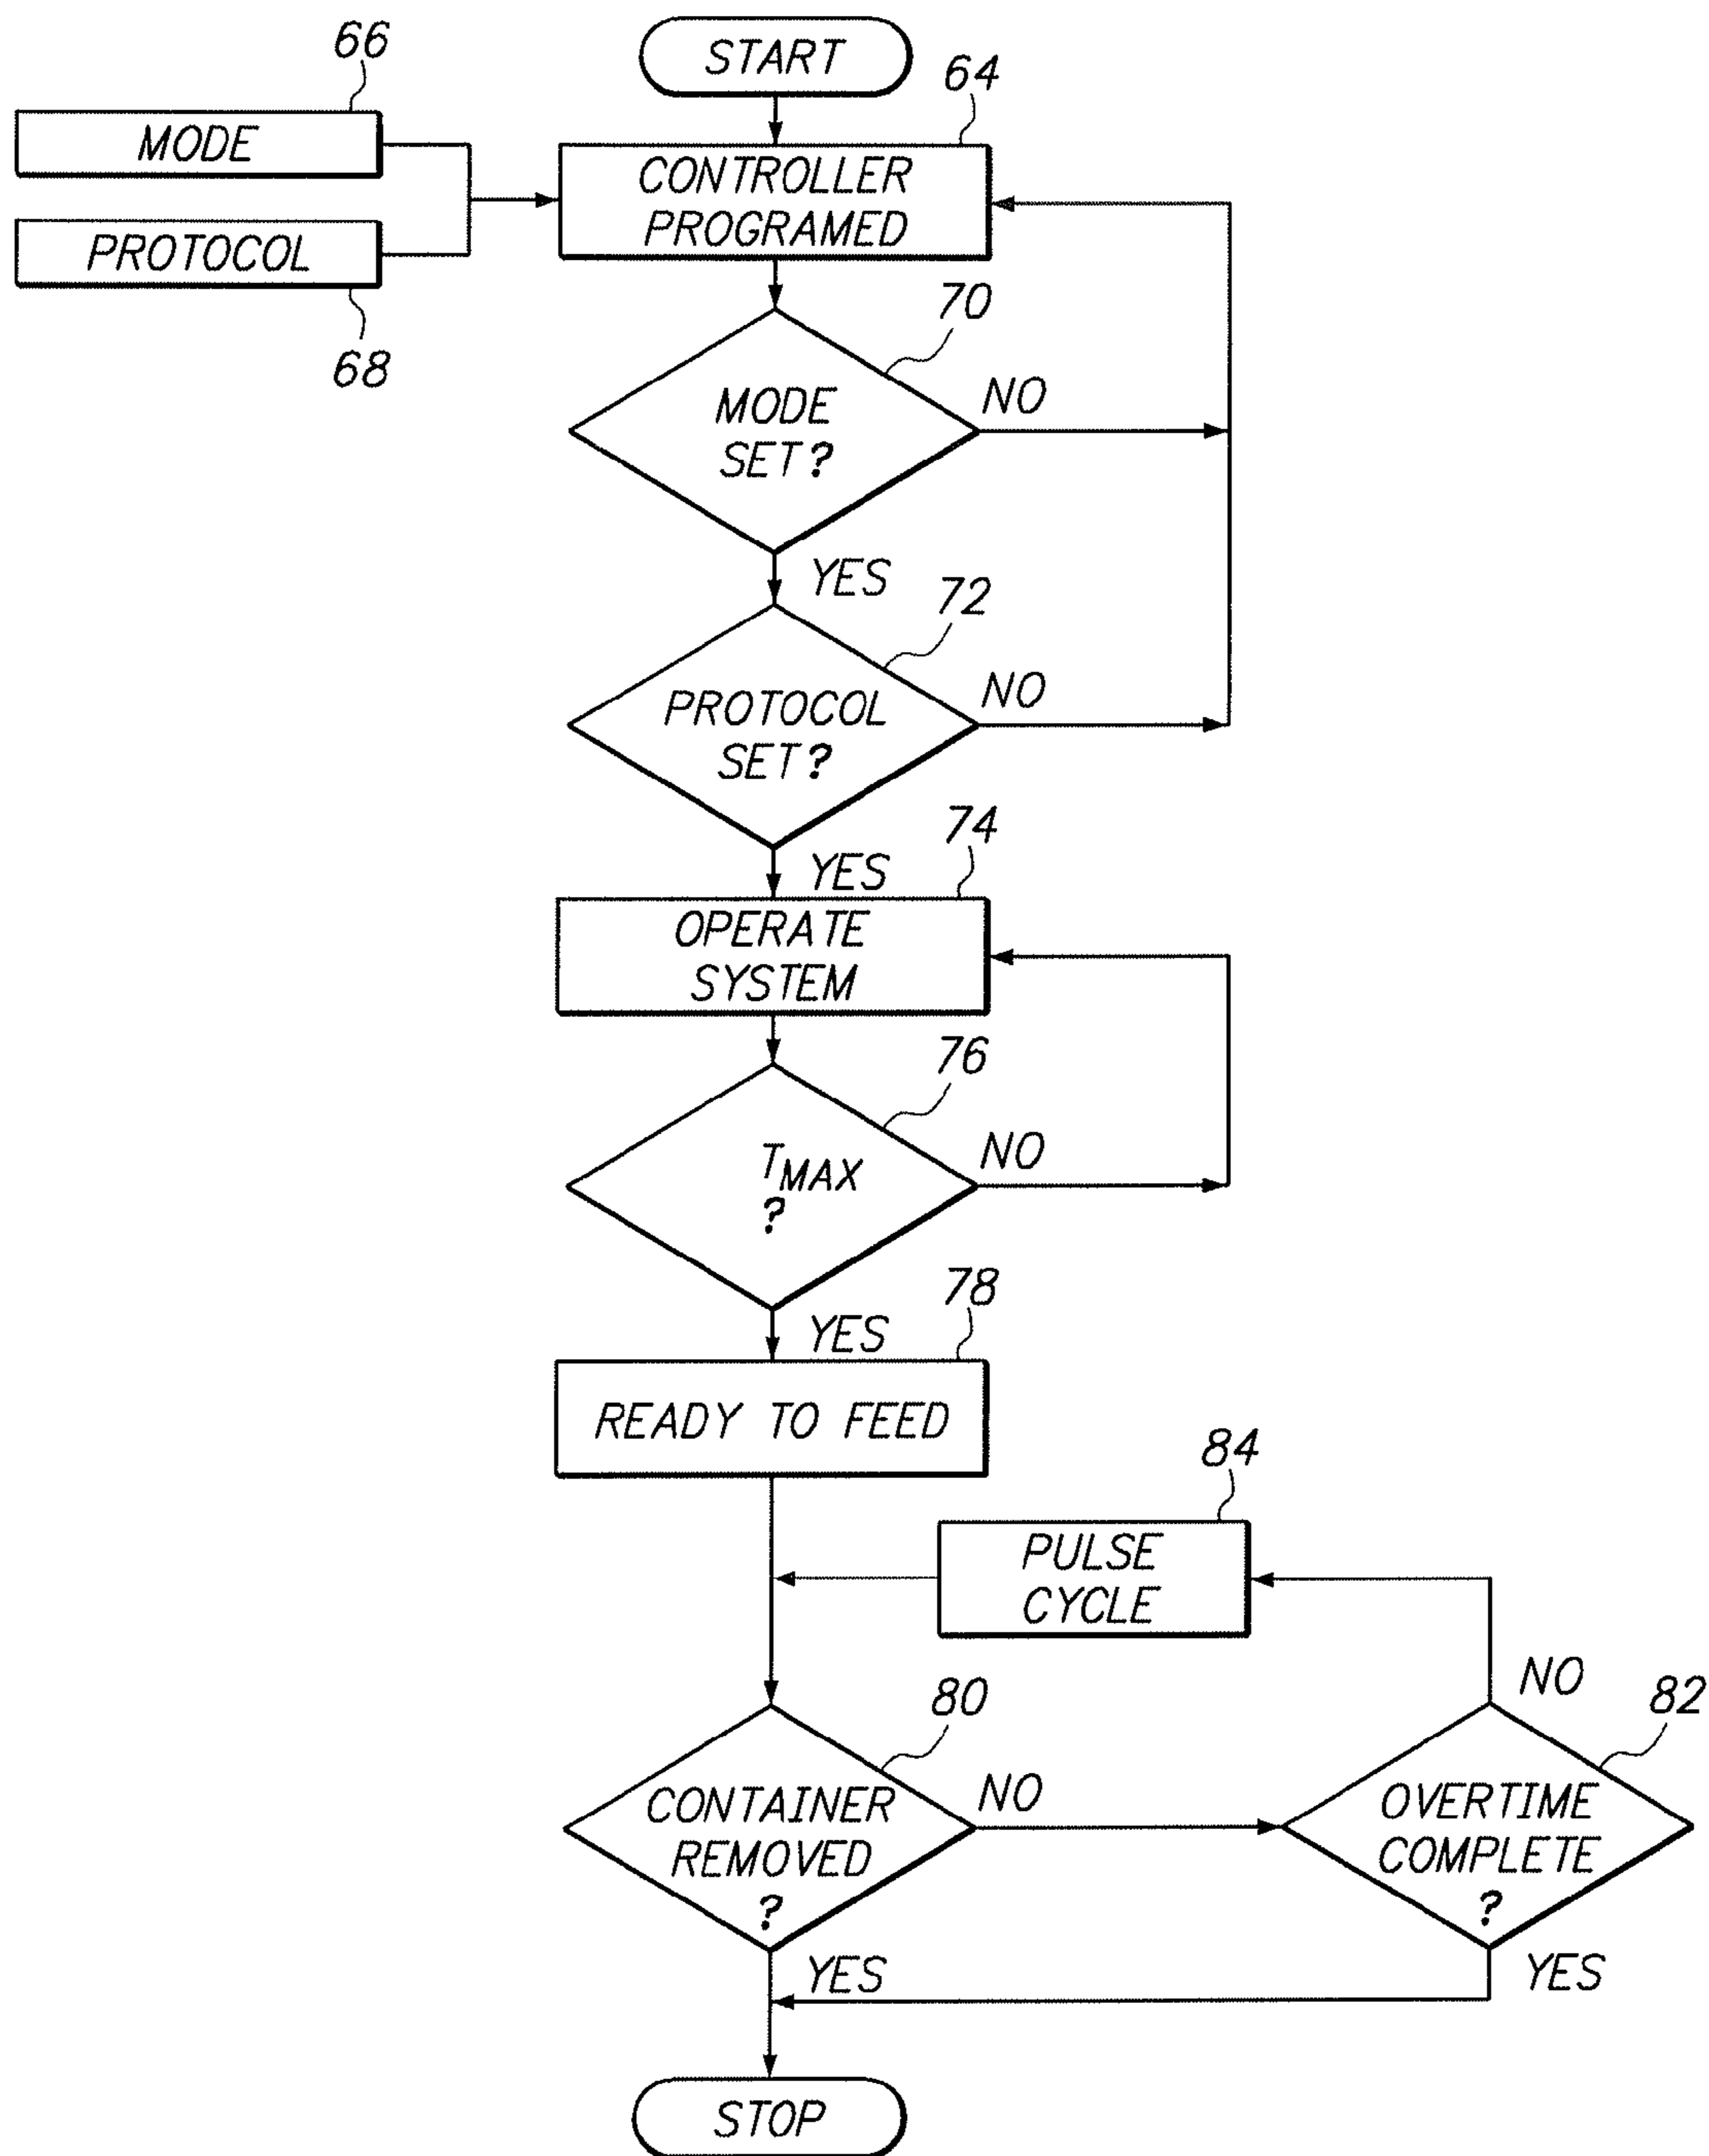 START
66
64
MODE
CONTROLLER
PROGRAMED
PROTOCOL
68
70
MODE
SET?
NO
YES
72
PROTOCOL
SET?
NO
YES
74
OPERATE
SYSTEM
76
TMAX
?
NO
YES
78
READY TO FEED
84
PULSE
CYCLE
80
CONTAINER
REMOVED
?
NO
NO
82
OVERTIME
COMPLETE
?
YES
YES
STOP